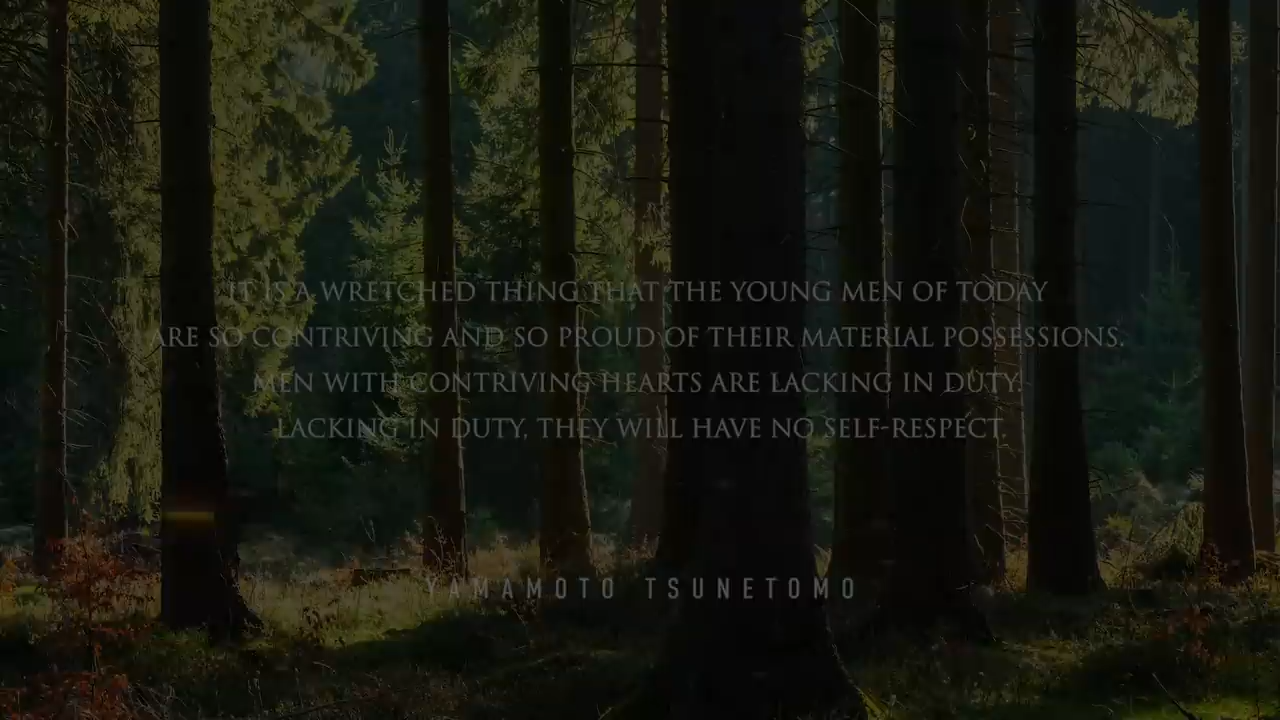 IT IS A WRETCHED THING THAT THE YOUNG MEN OF TODAY
ARE SO CONTRIVING AND SO PROUD OF THEIR MATERIAL POSSESSIONS.
MEN WITH CONTRIVING HEARTS ARE LACKING IN DUTY.
LACKING IN DUTY, THEY WILL HAVE NO SELF-RESPECT.
YAMAMOTO TSUNETOMO